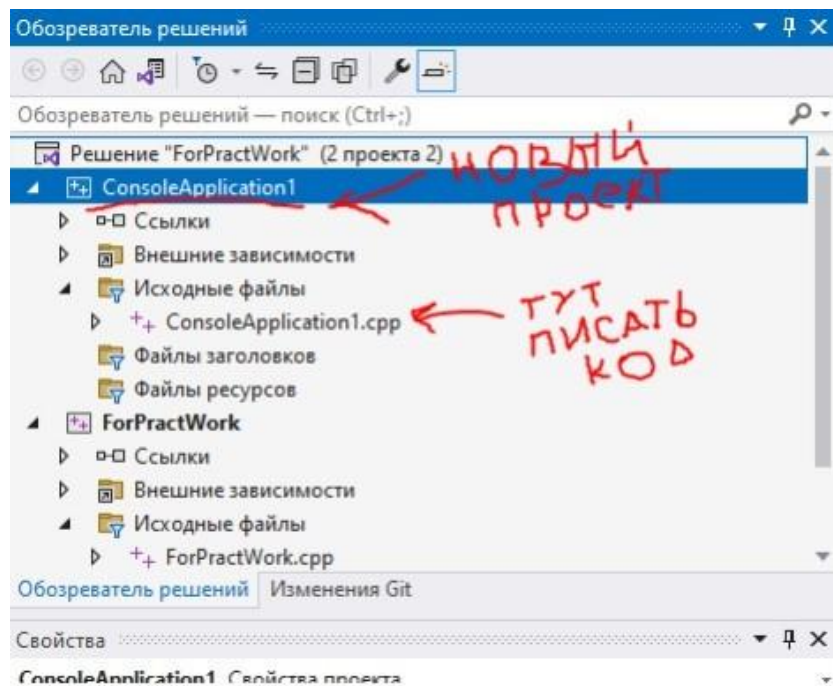 Обозреватель решений
Обозреватель решений — поиск (Ctrl+;)
Решение "ForPractWork" (2 проекта 2)
НОВЫЙ
ПРОЕКТ
ConsoleApplication1
Ссылки
Внешние зависимости
Исходные файлы
ConsoleApplication1.cpp
ТУТ
ПИСАТЬ
КОД
Файлы заголовков
Файлы ресурсов
ForPractWork
Ссылки
Внешние зависимости
Исходные файлы
ForPractWork.cpp
Обозреватель решений Изменения Git
Свойства
ConsoleApplication1 Свойства проекта